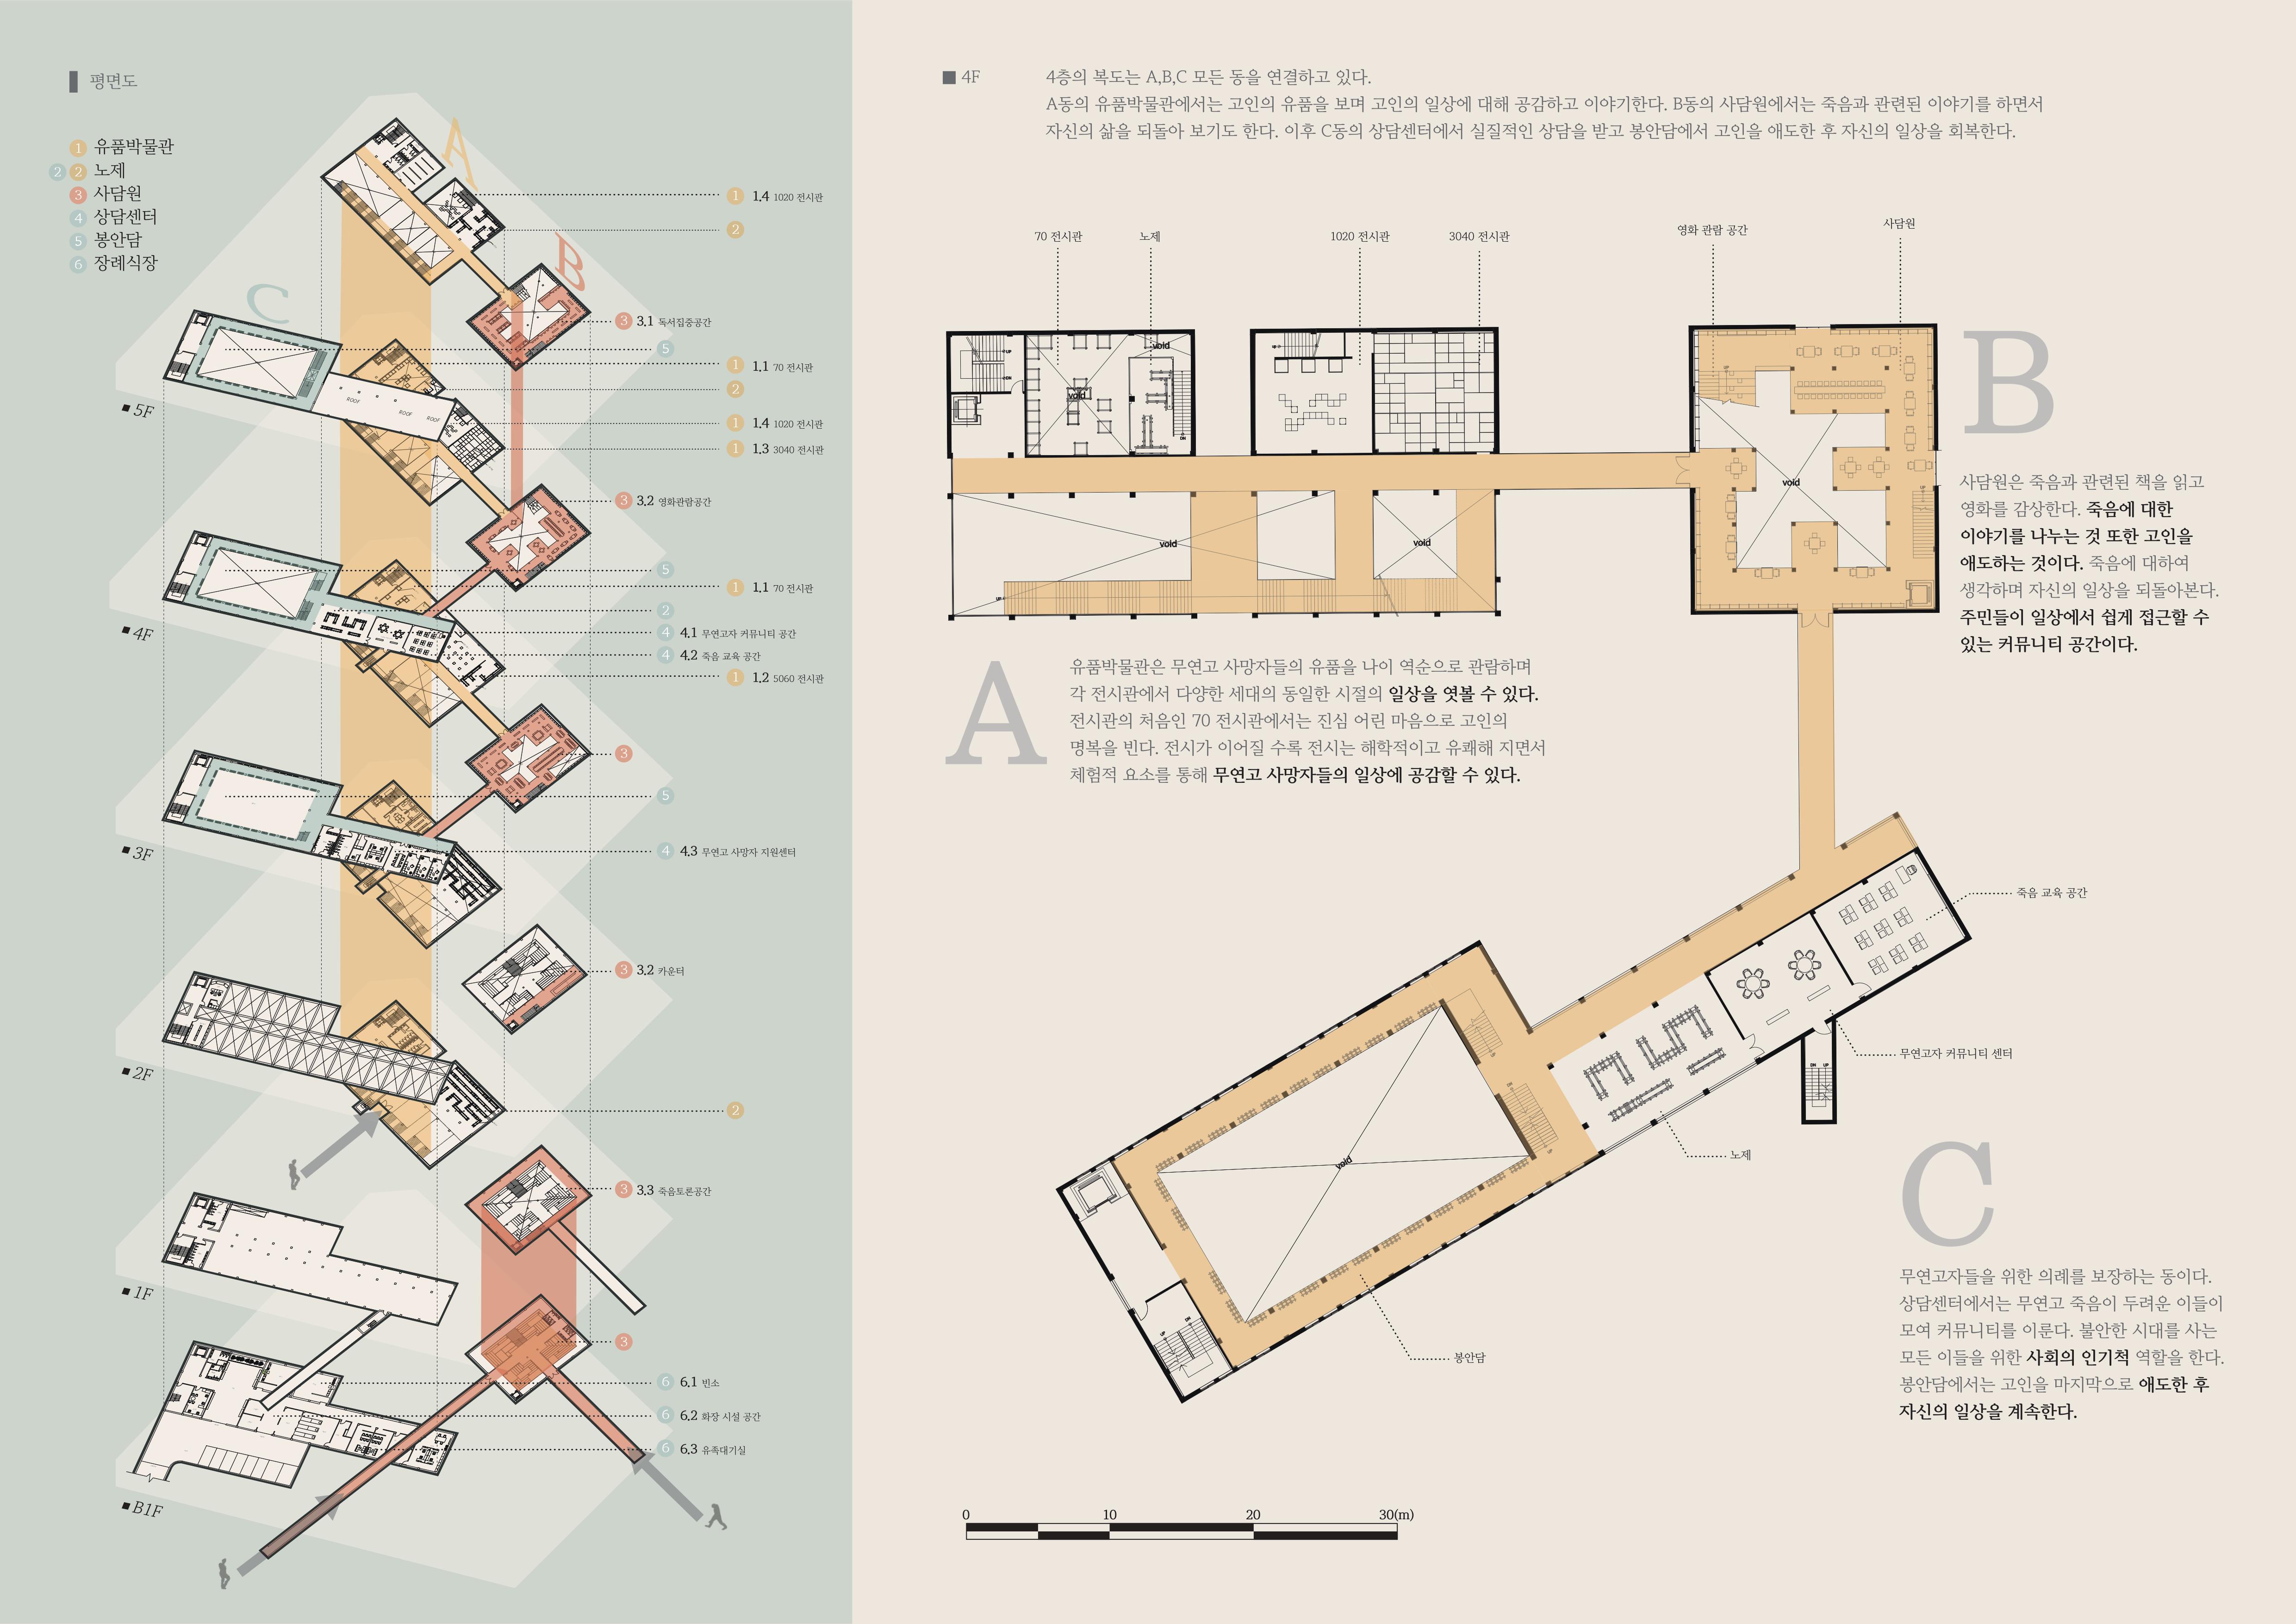 평면도
1 유품박물관
2 2 노제
3 사담원
4 상담센터
5 봉안담
6 장례식장
A
B
C
1 1.4 1020 전시관
2
3 3.1 독서집중공간
5
1 1.1 70 전시관
2
1 1.4 1020 전시관
1 1.3 3040 전시관
ROOF
ROOF
ROOF
5F
3 3.2 영화관람공간
5
1 1.1 70 전시관
2
4 4.1 무연고자 커뮤니티 공간
4 4.2 죽음 교육 공간
1 1.2 5060 전시관
4F
3
5
4 4.3 무연고 사망자 지원센터
3F
3 3.2 카운터
2F
2
3 3.3 죽음토론공간
1F
3
6 6.1 빈소
6 6.2 화장 시설 공간
6 6.3 유족대기실
B1F
4F
4층의 복도는 A,B,C 모든 동을 연결하고 있다.
A동의 유품박물관에서는 고인의 유품을 보며 고인의 일상에 대해 공감하고 이야기한다. B동의 사담원에서는 죽음과 관련된 이야기를 하면서
자신의 삶을 되돌아 보기도 한다. 이후 C동의 상담센터에서 실질적인 상담을 받고 봉안담에서 고인을 애도한 후 자신의 일상을 회복한다.
70 전시관
노제
1020 전시관
3040 전시관
영화 관람 공간
사담원
void
void
void
void
void
UP
DN
DN
UP
UP
UP
B
사담원은 죽음과 관련된 책을 읽고
영화를 감상한다. 죽음에 대한
이야기를 나누는 것 또한 고인을
애도하는 것이다. 죽음에 대하여
생각하며 자신의 일상을 되돌아본다.
주민들이 일상에서 쉽게 접근할 수
있는 커뮤니티 공간이다.
A
유품박물관은 무연고 사망자들의 유품을 나이 역순으로 관람하며
각 전시관에서 다양한 세대의 동일한 시절의 일상을 엿볼 수 있다.
전시관의 처음인 70 전시관에서는 진심 어린 마음으로 고인의
명복을 빈다. 전시가 이어질 수록 전시는 해학적이고 유쾌해 지면서
체험적 요소를 통해 무연고 사망자들의 일상에 공감할 수 있다.
죽음 교육 공간
무연고자 커뮤니티 센터
DN UP
노제
UP
DN
UP
void
봉안담
UP
DN
C
무연고자들을 위한 의례를 보장하는 동이다.
상담센터에서는 무연고 죽음이 두려운 이들이
모여 커뮤니티를 이룬다. 불안한 시대를 사는
모든 이들을 위한 사회의 인기척 역할을 한다.
봉안담에서는 고인을 마지막으로 애도한 후
자신의 일상을 계속한다.
0 10 20 30(m)